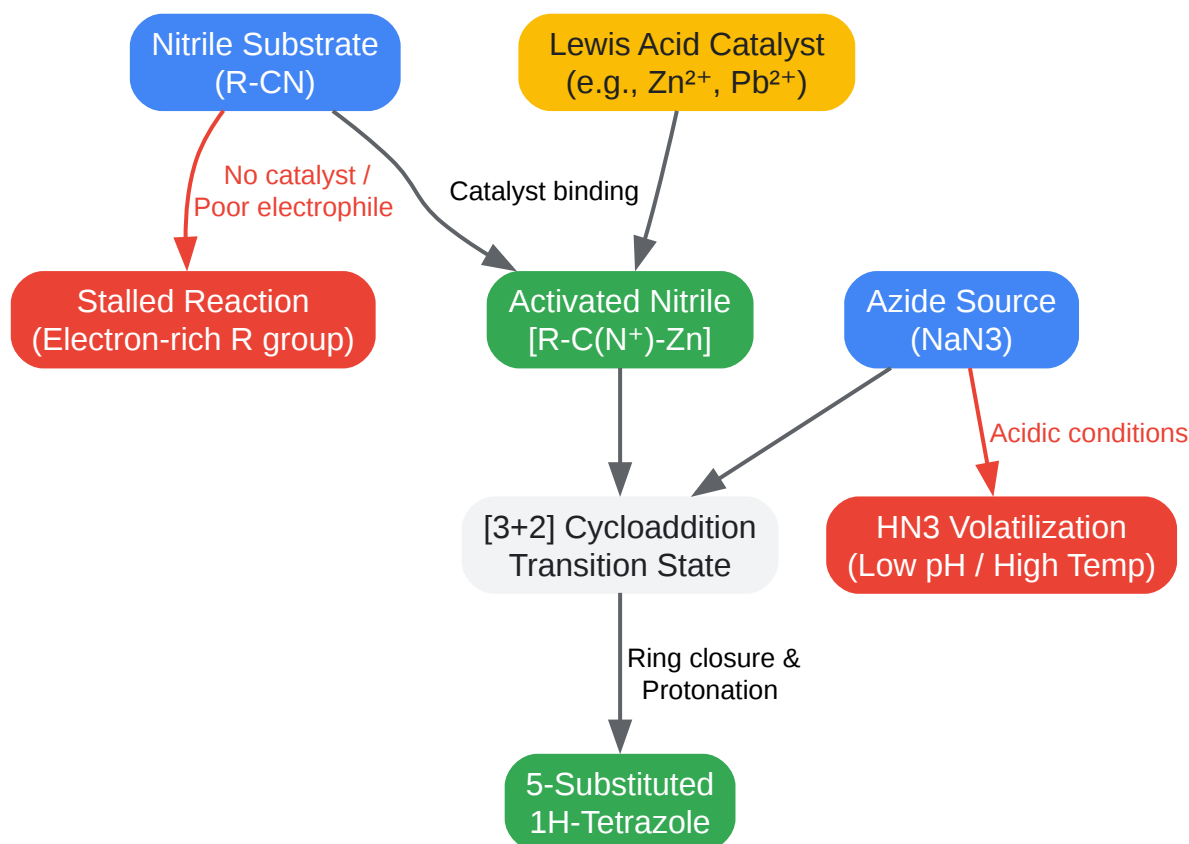 Nitrile Substrate
(R-CN)
Lewis Acid Catalyst
(e.g., Zn²⁺, Pb²⁺)
No catalyst /
Poor electrophile
Catalyst binding
Stalled Reaction
(Electron-rich R group)
Activated Nitrile
[R-C(N⁺)-Zn]
Azide Source
(NaN3)
Acidic conditions
[3+2] Cycloaddition
Transition State
HN3 Volatilization
(Low pH / High Temp)
Ring closure &
Protonation
5-Substituted
1H-Tetrazole